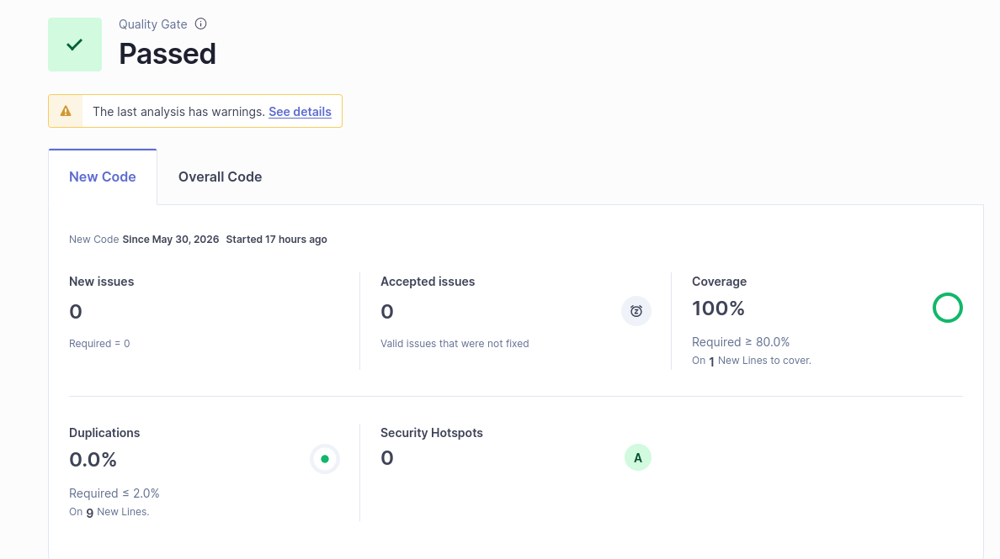 Quality Gate
Passed
The last analysis has warnings. See details
New Code
Overall Code
New Code Since May 30, 2026 Started 17 hours ago
New issues
0
Required = 0
Accepted issues
0
Valid issues that were not fixed
Coverage
100%
Required ≥ 80.0%
On 1 New Lines to cover.
Duplications
0.0%
Required ≤ 2.0%
On 9 New Lines.
Security Hotspots
0
A